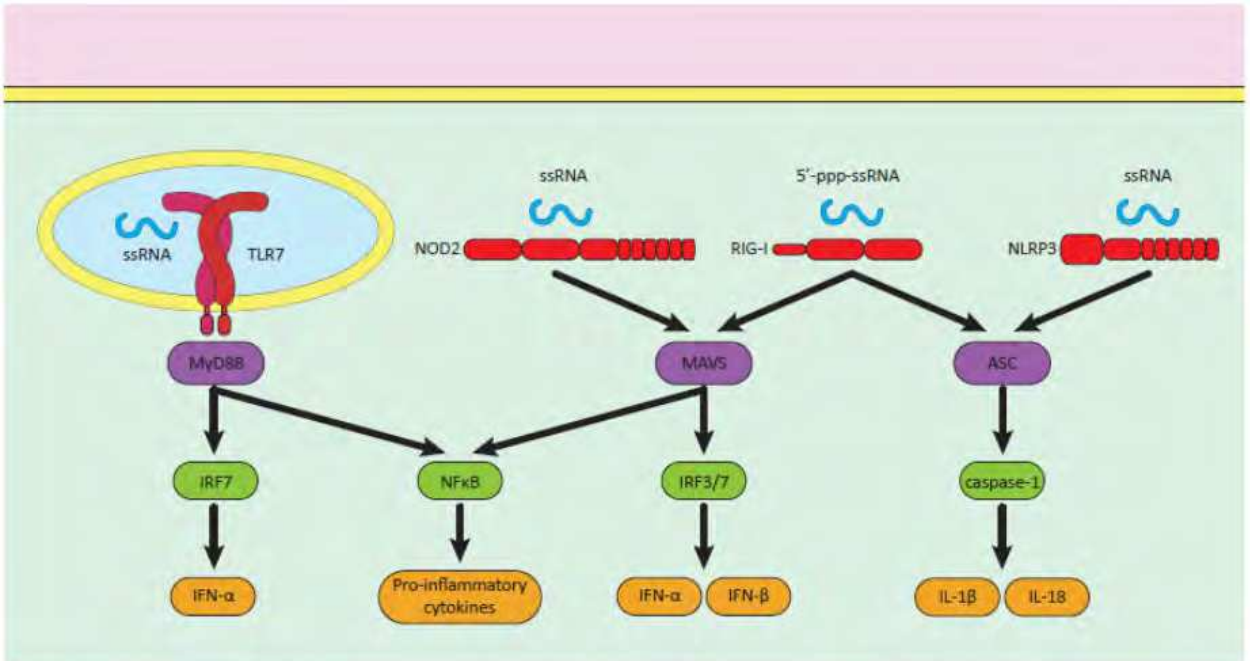 ssRNA
5′-ppp-ssRNA
ssRNA
ssRNA
TLR7
NOD2
RIG-I
NLRP3
MyD88
MAVS
ASC
IRF7
NFκB
IRF3/7
caspase-1
IFN-α
Pro-inflammatory
cytokines
IFN-α
IFN-β
IL-1β
IL-18